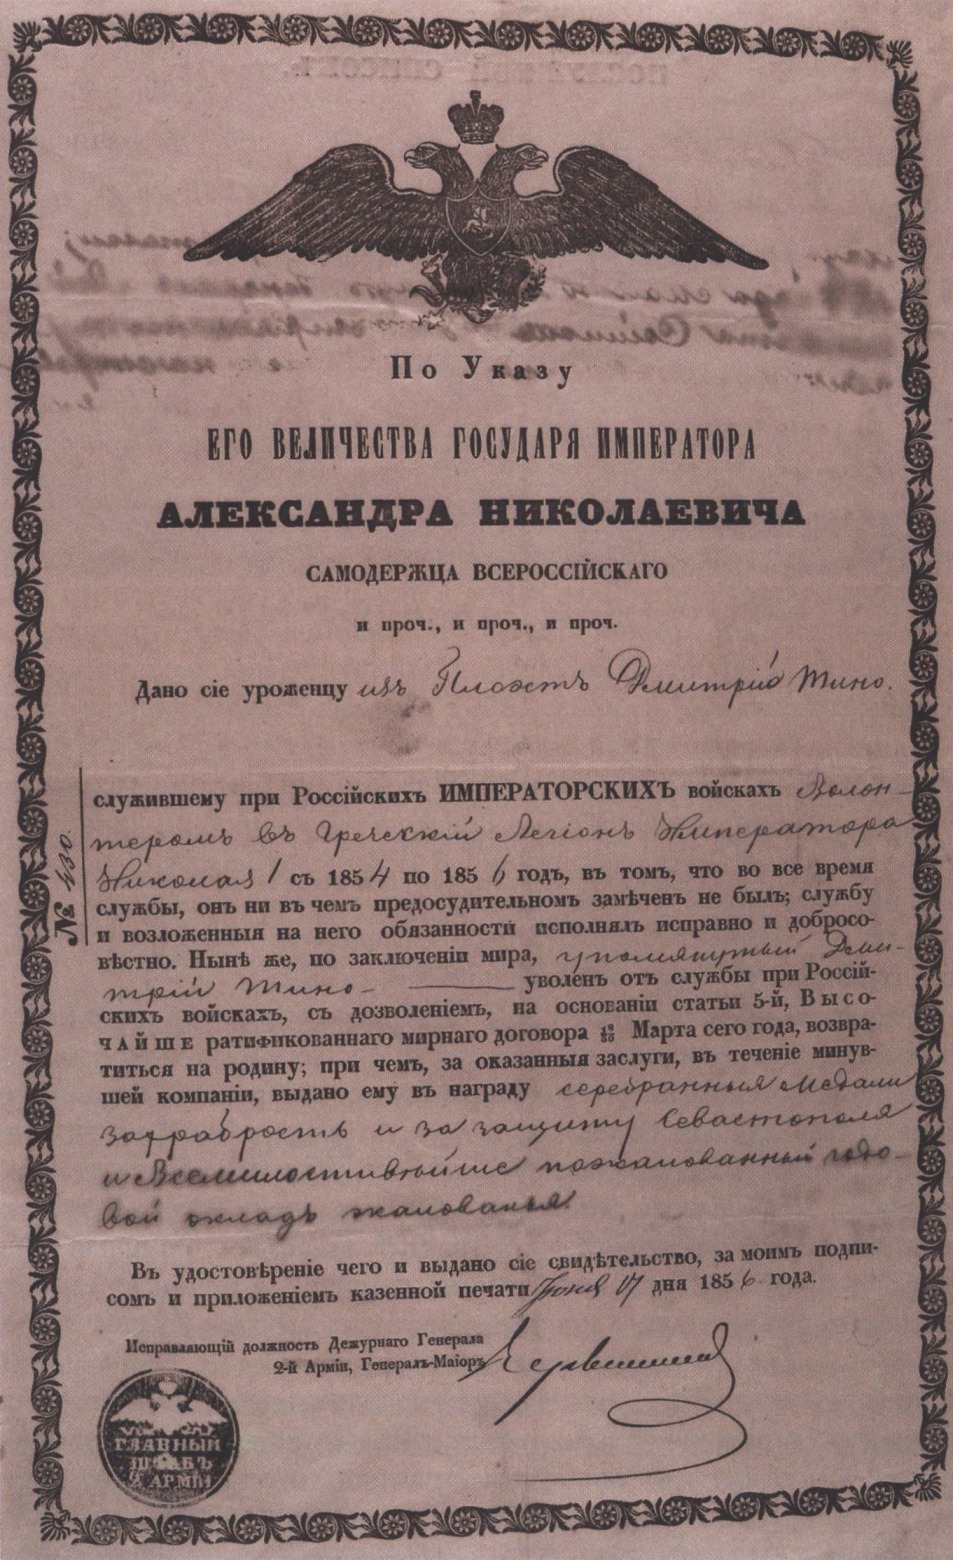 По Указу
ЕГО ВЕЛИЧЕСТВА ГОСУДАРЯ ИМПЕРАТОРА
АЛЕКСАНДРА НИКОЛАЕВИЧА
САМОДЕРЖЦА ВСЕРОССІЙСКАГО
и проч., и проч., и проч.
Дано сіе уроженцу изъ Плоэстъ Дмитрій Тино.
№ 430.
служившему при Россійскихъ ИМПЕРАТОРСКИХЪ войскахъ Волон-
теромъ въ Греческій Легіонъ Императора
Николая 1 съ 1854 по 1856 годъ, въ томъ, что во все время
службы, онъ ни въ чемъ предосудительномъ замѣченъ не былъ; службу
и возложенныя на него обязанности исполнялъ исправно и добросо-
вѣстно. Нынѣ же, по заключеніи мира, упомянутый Дми-
трій Тино — уволенъ отъ службы при Россій-
скихъ войскахъ, съ дозволеніемъ, на основаніи статьи 5-й, Высо-
чайше ратификованнаго мирнаго договора Марта сего года, возвра-
титься на родину; при чемъ, за оказанныя заслуги, въ теченіе минув-
шей компаніи, выдано ему въ награду серебранныя Медали
за храбрость и за защиту Севастополя
и Всемилостивѣйше пожалованный годо-
вой окладъ жалованья.
Въ удостовѣреніе чего и выдано сіе свидѣтельство, за моимъ подпи-
сомъ и приложеніемъ казенной печати Іюня 17 дня 1856 года.
Исправляющій должность Дежурнаго Генерала
2-й Арміи, Генералъ-Маіоръ
ГЛАВНЫЙ
ШТАБЪ
2 АРМІИ